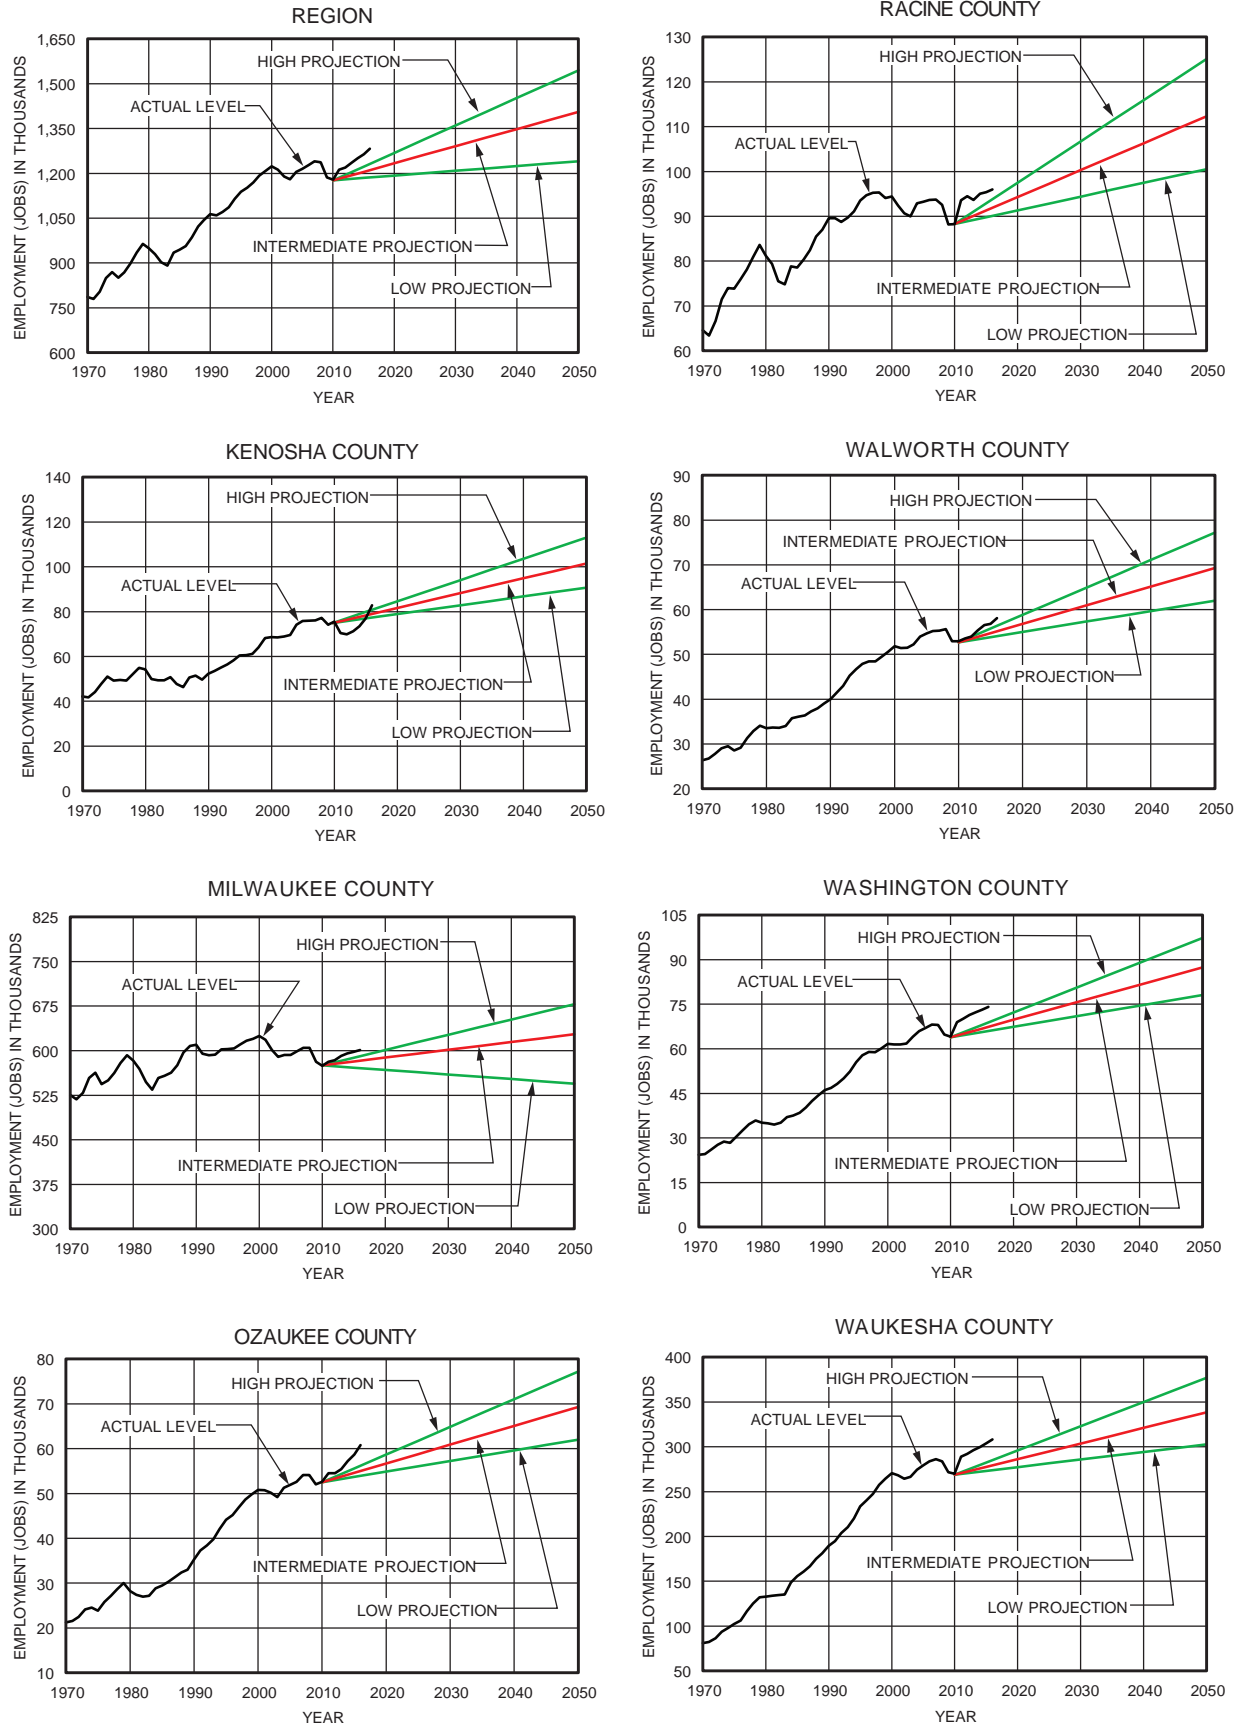 REGION
EMPLOYMENT (JOBS) IN THOUSANDS
1,650
1,500
1,350
1,200
1,050
900
750
600
HIGH PROJECTION
ACTUAL LEVEL
INTERMEDIATE PROJECTION
LOW PROJECTION
1970 1980 1990 2000 2010 2020 2030 2040 2050
YEAR
RACINE COUNTY
EMPLOYMENT (JOBS) IN THOUSANDS
130
120
110
100
90
80
70
60
HIGH PROJECTION
ACTUAL LEVEL
INTERMEDIATE PROJECTION
LOW PROJECTION
1970 1980 1990 2000 2010 2020 2030 2040 2050
YEAR
KENOSHA COUNTY
EMPLOYMENT (JOBS) IN THOUSANDS
140
120
100
80
60
40
20
0
HIGH PROJECTION
ACTUAL LEVEL
INTERMEDIATE PROJECTION
LOW PROJECTION
1970 1980 1990 2000 2010 2020 2030 2040 2050
YEAR
WALWORTH COUNTY
EMPLOYMENT (JOBS) IN THOUSANDS
90
80
70
60
50
40
30
20
HIGH PROJECTION
INTERMEDIATE PROJECTION
ACTUAL LEVEL
LOW PROJECTION
1970 1980 1990 2000 2010 2020 2030 2040 2050
YEAR
MILWAUKEE COUNTY
EMPLOYMENT (JOBS) IN THOUSANDS
825
750
675
600
525
450
375
300
HIGH PROJECTION
ACTUAL LEVEL
INTERMEDIATE PROJECTION
LOW PROJECTION
1970 1980 1990 2000 2010 2020 2030 2040 2050
YEAR
WASHINGTON COUNTY
EMPLOYMENT (JOBS) IN THOUSANDS
105
90
75
60
45
30
15
0
HIGH PROJECTION
ACTUAL LEVEL
INTERMEDIATE PROJECTION
LOW PROJECTION
1970 1980 1990 2000 2010 2020 2030 2040 2050
YEAR
OZAUKEE COUNTY
EMPLOYMENT (JOBS) IN THOUSANDS
80
70
60
50
40
30
20
10
HIGH PROJECTION
ACTUAL LEVEL
INTERMEDIATE PROJECTION
LOW PROJECTION
1970 1980 1990 2000 2010 2020 2030 2040 2050
YEAR
WAUKESHA COUNTY
EMPLOYMENT (JOBS) IN THOUSANDS
400
350
300
250
200
150
100
50
HIGH PROJECTION
ACTUAL LEVEL
INTERMEDIATE PROJECTION
LOW PROJECTION
1970 1980 1990 2000 2010 2020 2030 2040 2050
YEAR